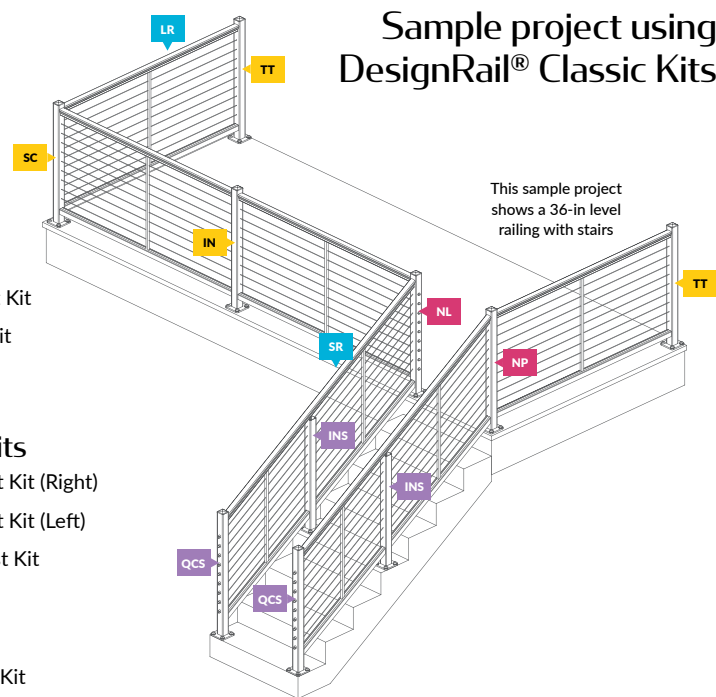 Sample project using
DesignRail® Classic Kits
LR
TT
SC
This sample project
shows a 36-in level
railing with stairs
IN
TT
Kit
NL
it
SR
NP
its
INS
t Kit (Right)
INS
t Kit (Left)
st Kit
QCS
QCS
Kit